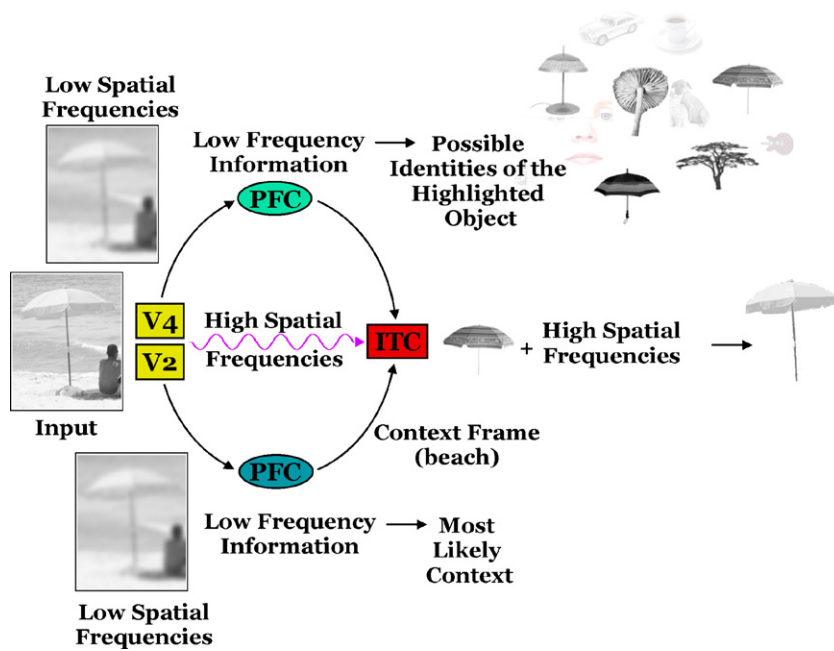 Low Spatial
Frequencies
Low Frequency
Information
Possible
Identities of the
Highlighted
Object
PFC
V4
V2
High Spatial
Frequencies
ITC
+
High Spatial
Frequencies
Input
PFC
Context Frame
(beach)
Low Frequency
Information
Most
Likely
Context
Low Spatial
Frequencies